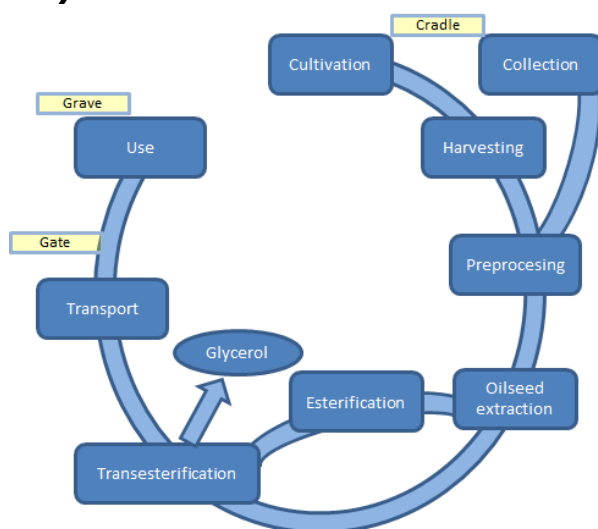 Cradle
Cultivation
Collection
Grave
Use
Harvesting
Gate
Preprocesing
Transport
Glycerol
Esterification
Oilseed
extraction
Transesterification